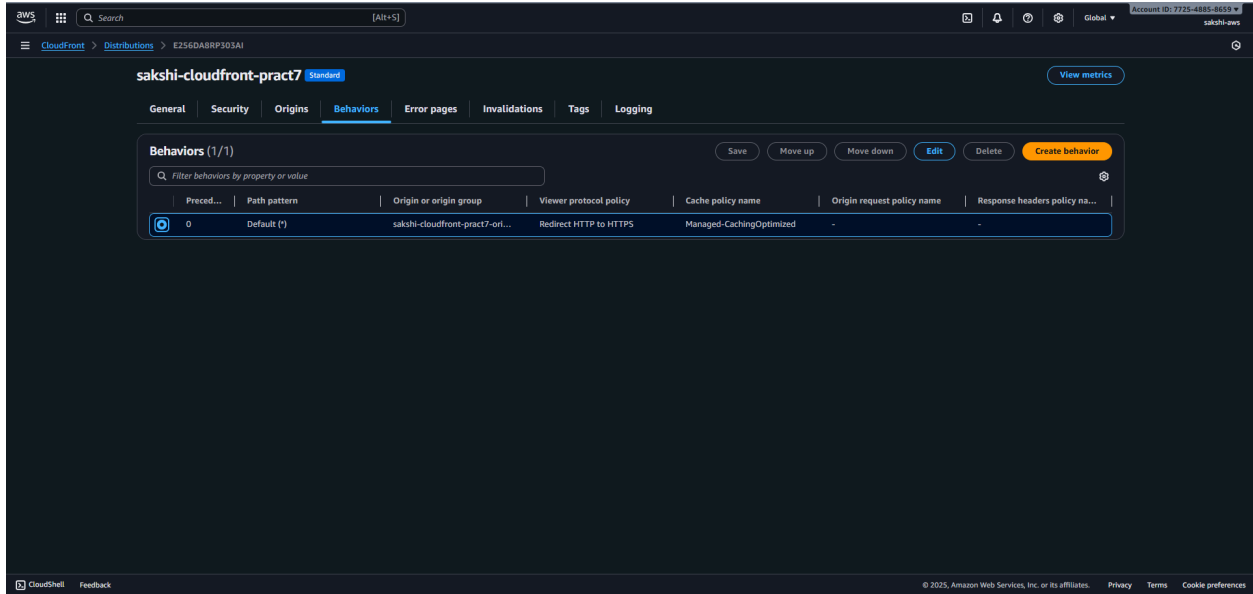 aws Search [Alt+S] Global ▼ Account ID: 7725-4885-8659 ▼
sakshi-aws
CloudFront > Distributions > E256DA8RP303AI
sakshi-cloudfront-pract7 Standard View metrics
General Security Origins Behaviors Error pages Invalidations Tags Logging
Behaviors (1/1) Save Move up Move down Edit Delete Create behavior
Filter behaviors by property or value
Preced... Path pattern Origin or origin group Viewer protocol policy Cache policy name Origin request policy name Response headers policy na...
0 Default (*) sakshi-cloudfront-pract7-ori... Redirect HTTP to HTTPS Managed-CachingOptimized - -
CloudShell Feedback © 2025, Amazon Web Services, Inc. or its affiliates. Privacy Terms Cookie preferences